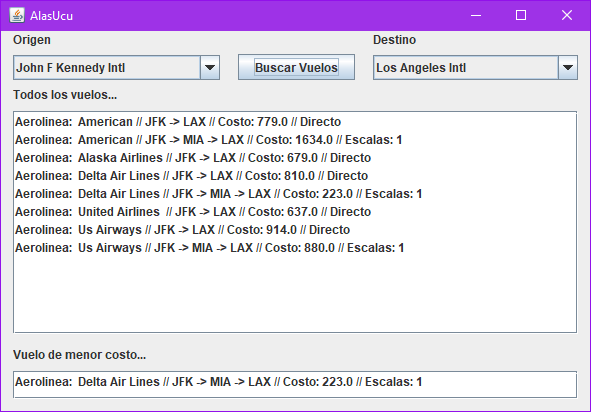 AlasUcu
Origen
Destino
John F Kennedy Intl
Buscar Vuelos
Los Angeles Intl
Todos los vuelos...
Aerolinea: American // JFK -> LAX // Costo: 779.0 // Directo
Aerolinea: American // JFK -> MIA -> LAX // Costo: 1634.0 // Escalas: 1
Aerolinea: Alaska Airlines // JFK -> LAX // Costo: 679.0 // Directo
Aerolinea: Delta Air Lines // JFK -> LAX // Costo: 810.0 // Directo
Aerolinea: Delta Air Lines // JFK -> MIA -> LAX // Costo: 223.0 // Escalas: 1
Aerolinea: United Airlines // JFK -> LAX // Costo: 637.0 // Directo
Aerolinea: Us Airways // JFK -> LAX // Costo: 914.0 // Directo
Aerolinea: Us Airways // JFK -> MIA -> LAX // Costo: 880.0 // Escalas: 1
Vuelo de menor costo...
Aerolinea: Delta Air Lines // JFK -> MIA -> LAX // Costo: 223.0 // Escalas: 1